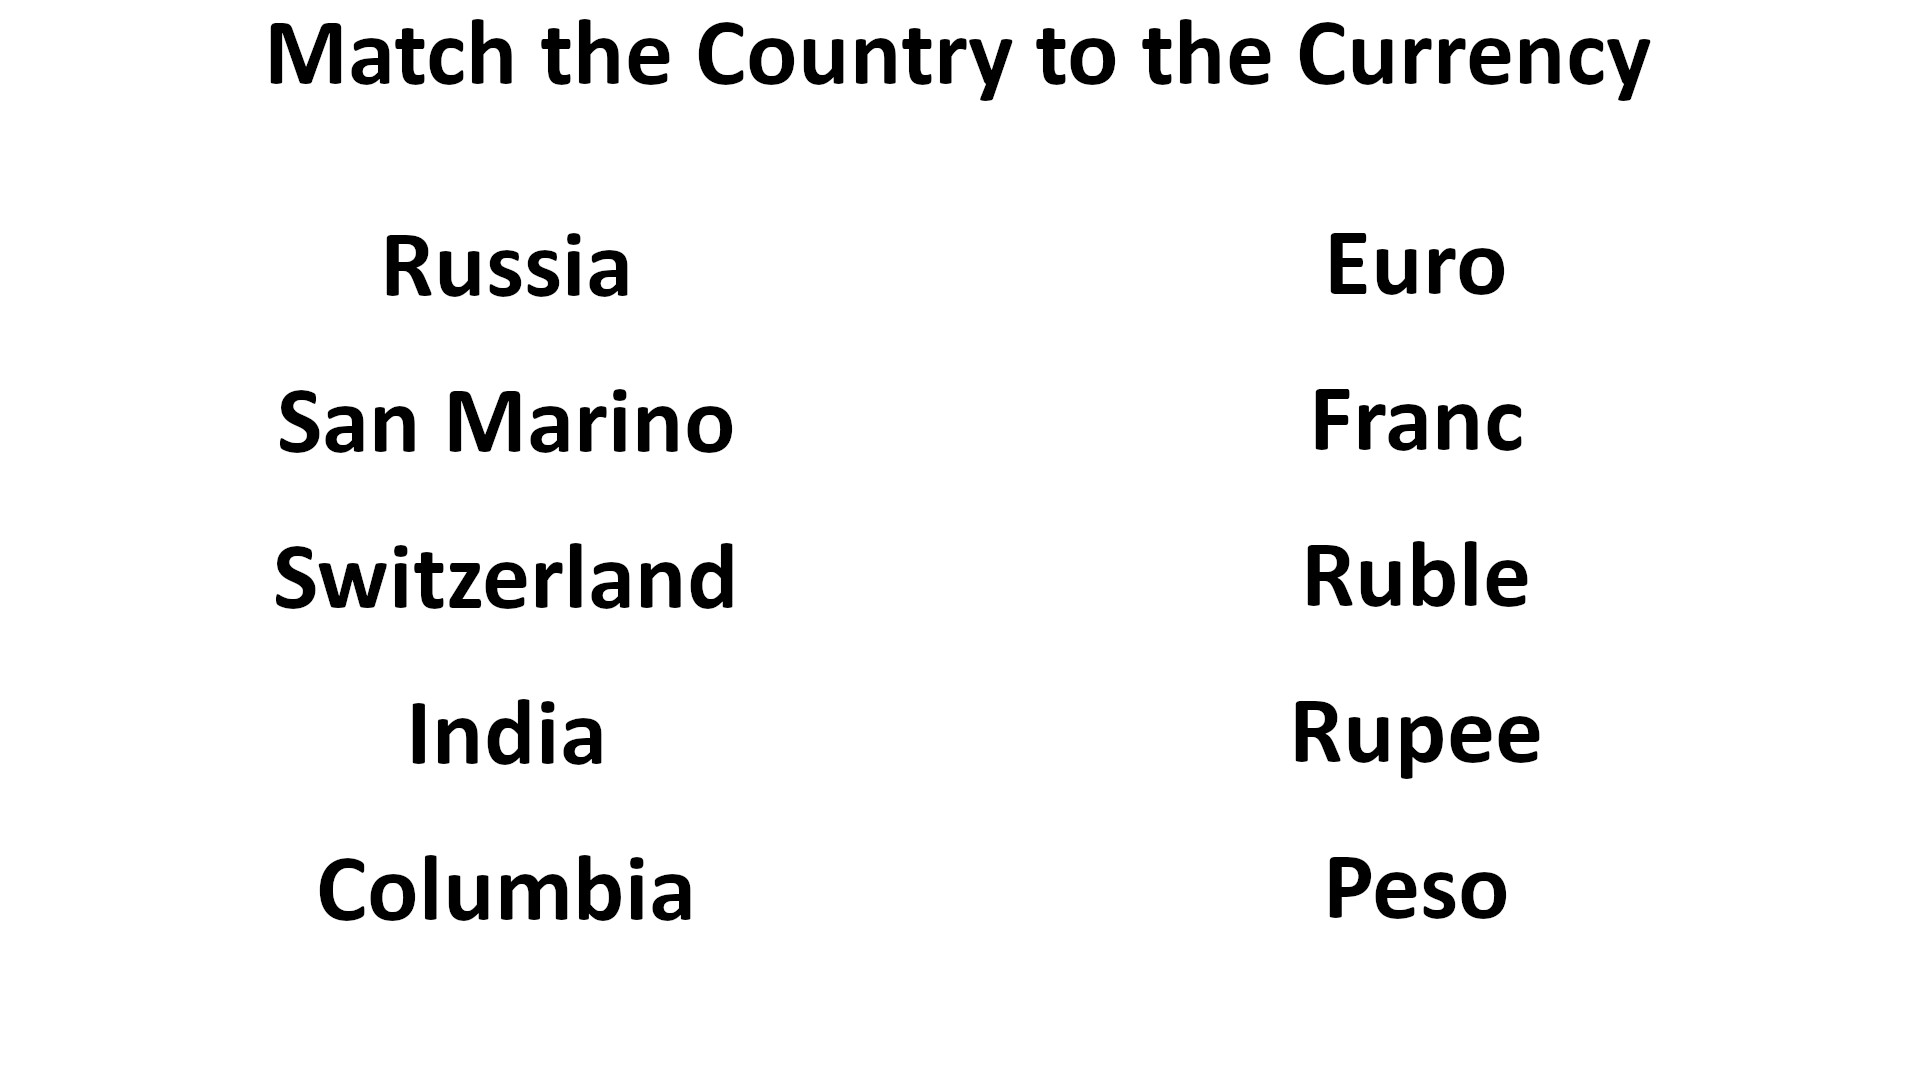 Match the Country to the Currency
Russia
Euro
San Marino
Franc
Switzerland
Ruble
India
Rupee
Columbia
Peso